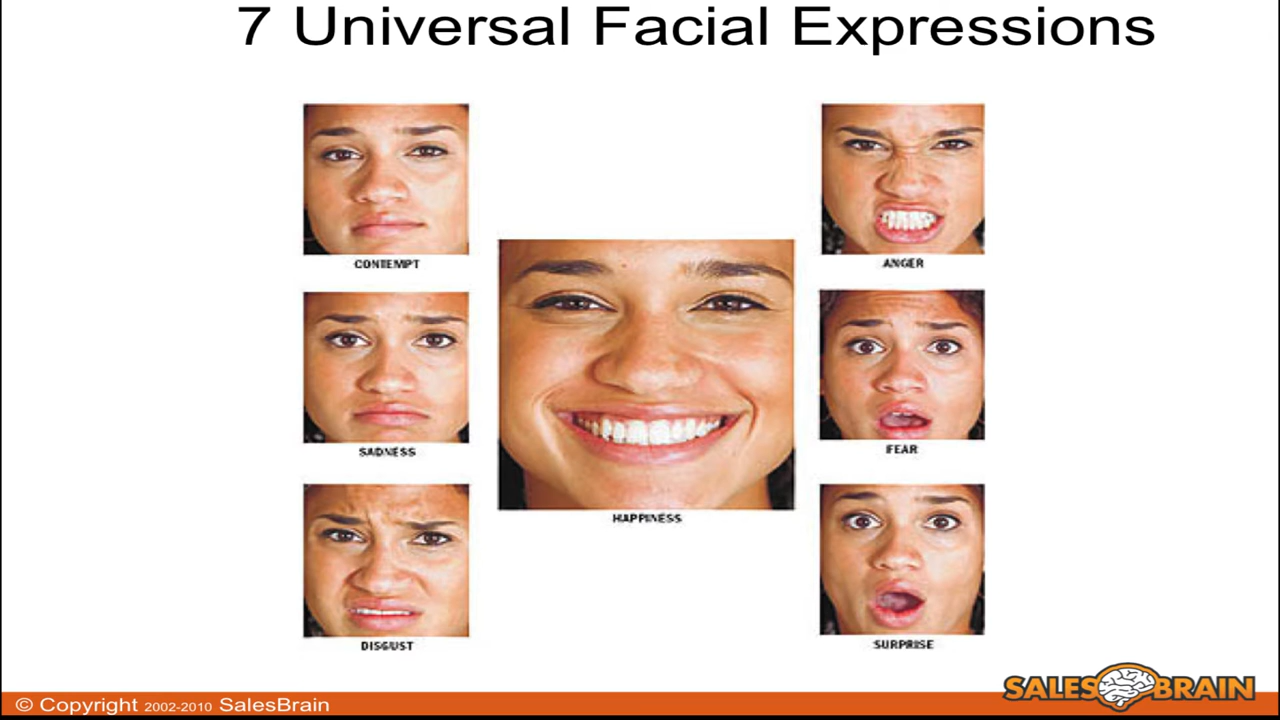 7 Universal Facial Expressions
CONTEMPT
ANGER
SADNESS
FEAR
HAPPINESS
DISGUST
SURPRISE
© Copyright 2002-2010 SalesBrain
SALESBRAIN